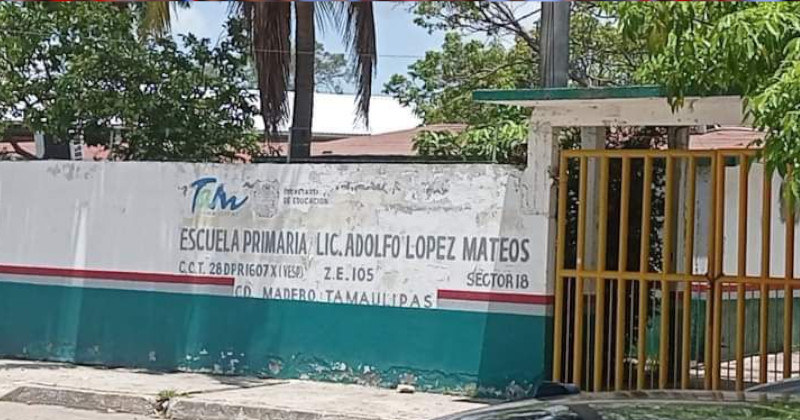 Tam
SECRETARÍA
DE EDUCACIÓN
ESCUELA PRIMARIA, LIC. ADOLFO LOPEZ MATEOS
C.C.T. 28DPR1607X (VESP.) Z.E. 105 SECTOR 18
CD. MADERO TAMAULIPAS